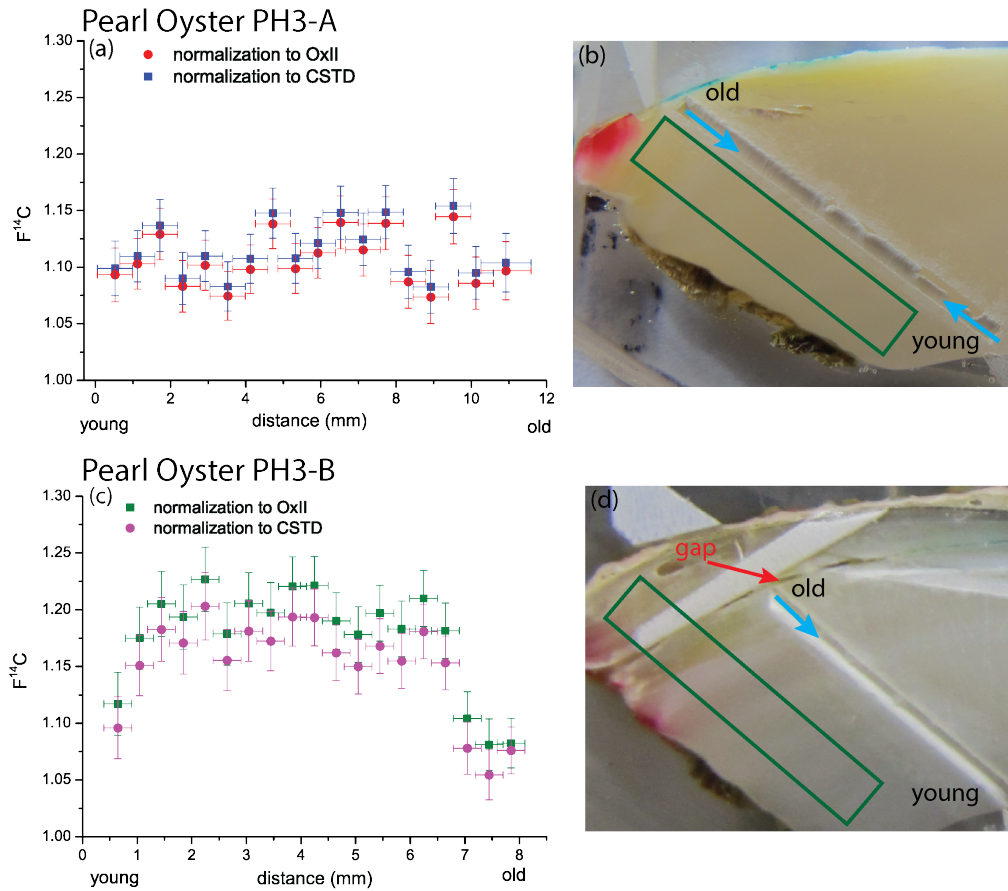 Pearl Oyster PH3-A
(a)
normalization to OxII
normalization to CSTD
1.30
1.25
1.20
1.15
1.10
1.05
1.00
F¹⁴C
0 2 4 6 8 10 12
young distance (mm) old
(b)
old
young
Pearl Oyster PH3-B
(c)
normalization to OxII
normalization to CSTD
1.30
1.25
1.20
1.15
1.10
1.05
1.00
F¹⁴C
0 1 2 3 4 5 6 7 8
young distance (mm) old
(d)
gap
old
young